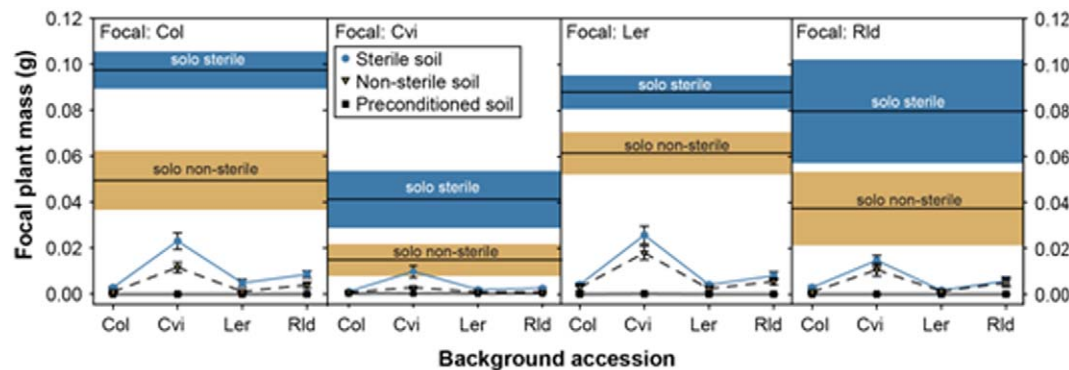 Focal plant mass (g)
0.12
0.10
0.08
0.06
0.04
0.02
0.00
Focal: Col
solo sterile
solo non-sterile
Col Cvi Ler Rld
Focal: Cvi
Sterile soil
Non-sterile soil
Preconditioned soil
solo sterile
solo non-sterile
Col Cvi Ler Rld
Focal: Ler
solo sterile
solo non-sterile
Col Cvi Ler Rld
Focal: Rld
solo sterile
solo non-sterile
Col Cvi Ler Rld
0.12
0.10
0.08
0.06
0.04
0.02
0.00
Background accession